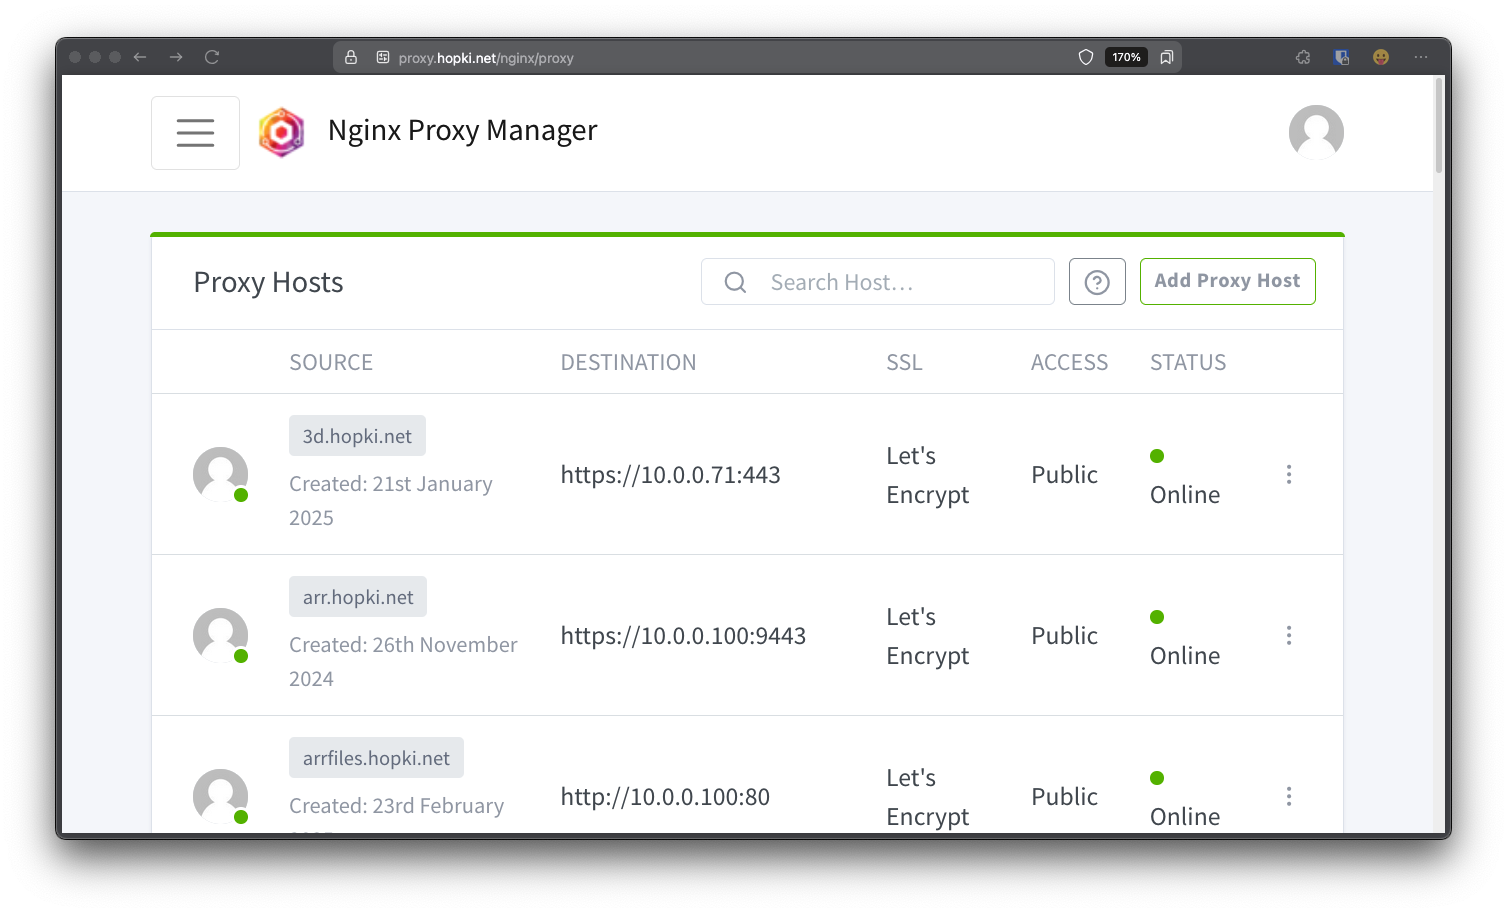 proxy.hopki.net/nginx/proxy
170%
Nginx Proxy Manager
Proxy Hosts
Search Host…
Add Proxy Host
SOURCE DESTINATION SSL ACCESS STATUS
3d.hopki.net
Created: 21st January
2025
https://10.0.0.71:443
Let's
Encrypt
Public
Online
arr.hopki.net
Created: 26th November
2024
https://10.0.0.100:9443
Let's
Encrypt
Public
Online
arrfiles.hopki.net
Created: 23rd February
http://10.0.0.100:80
Let's
Encrypt
Public
Online